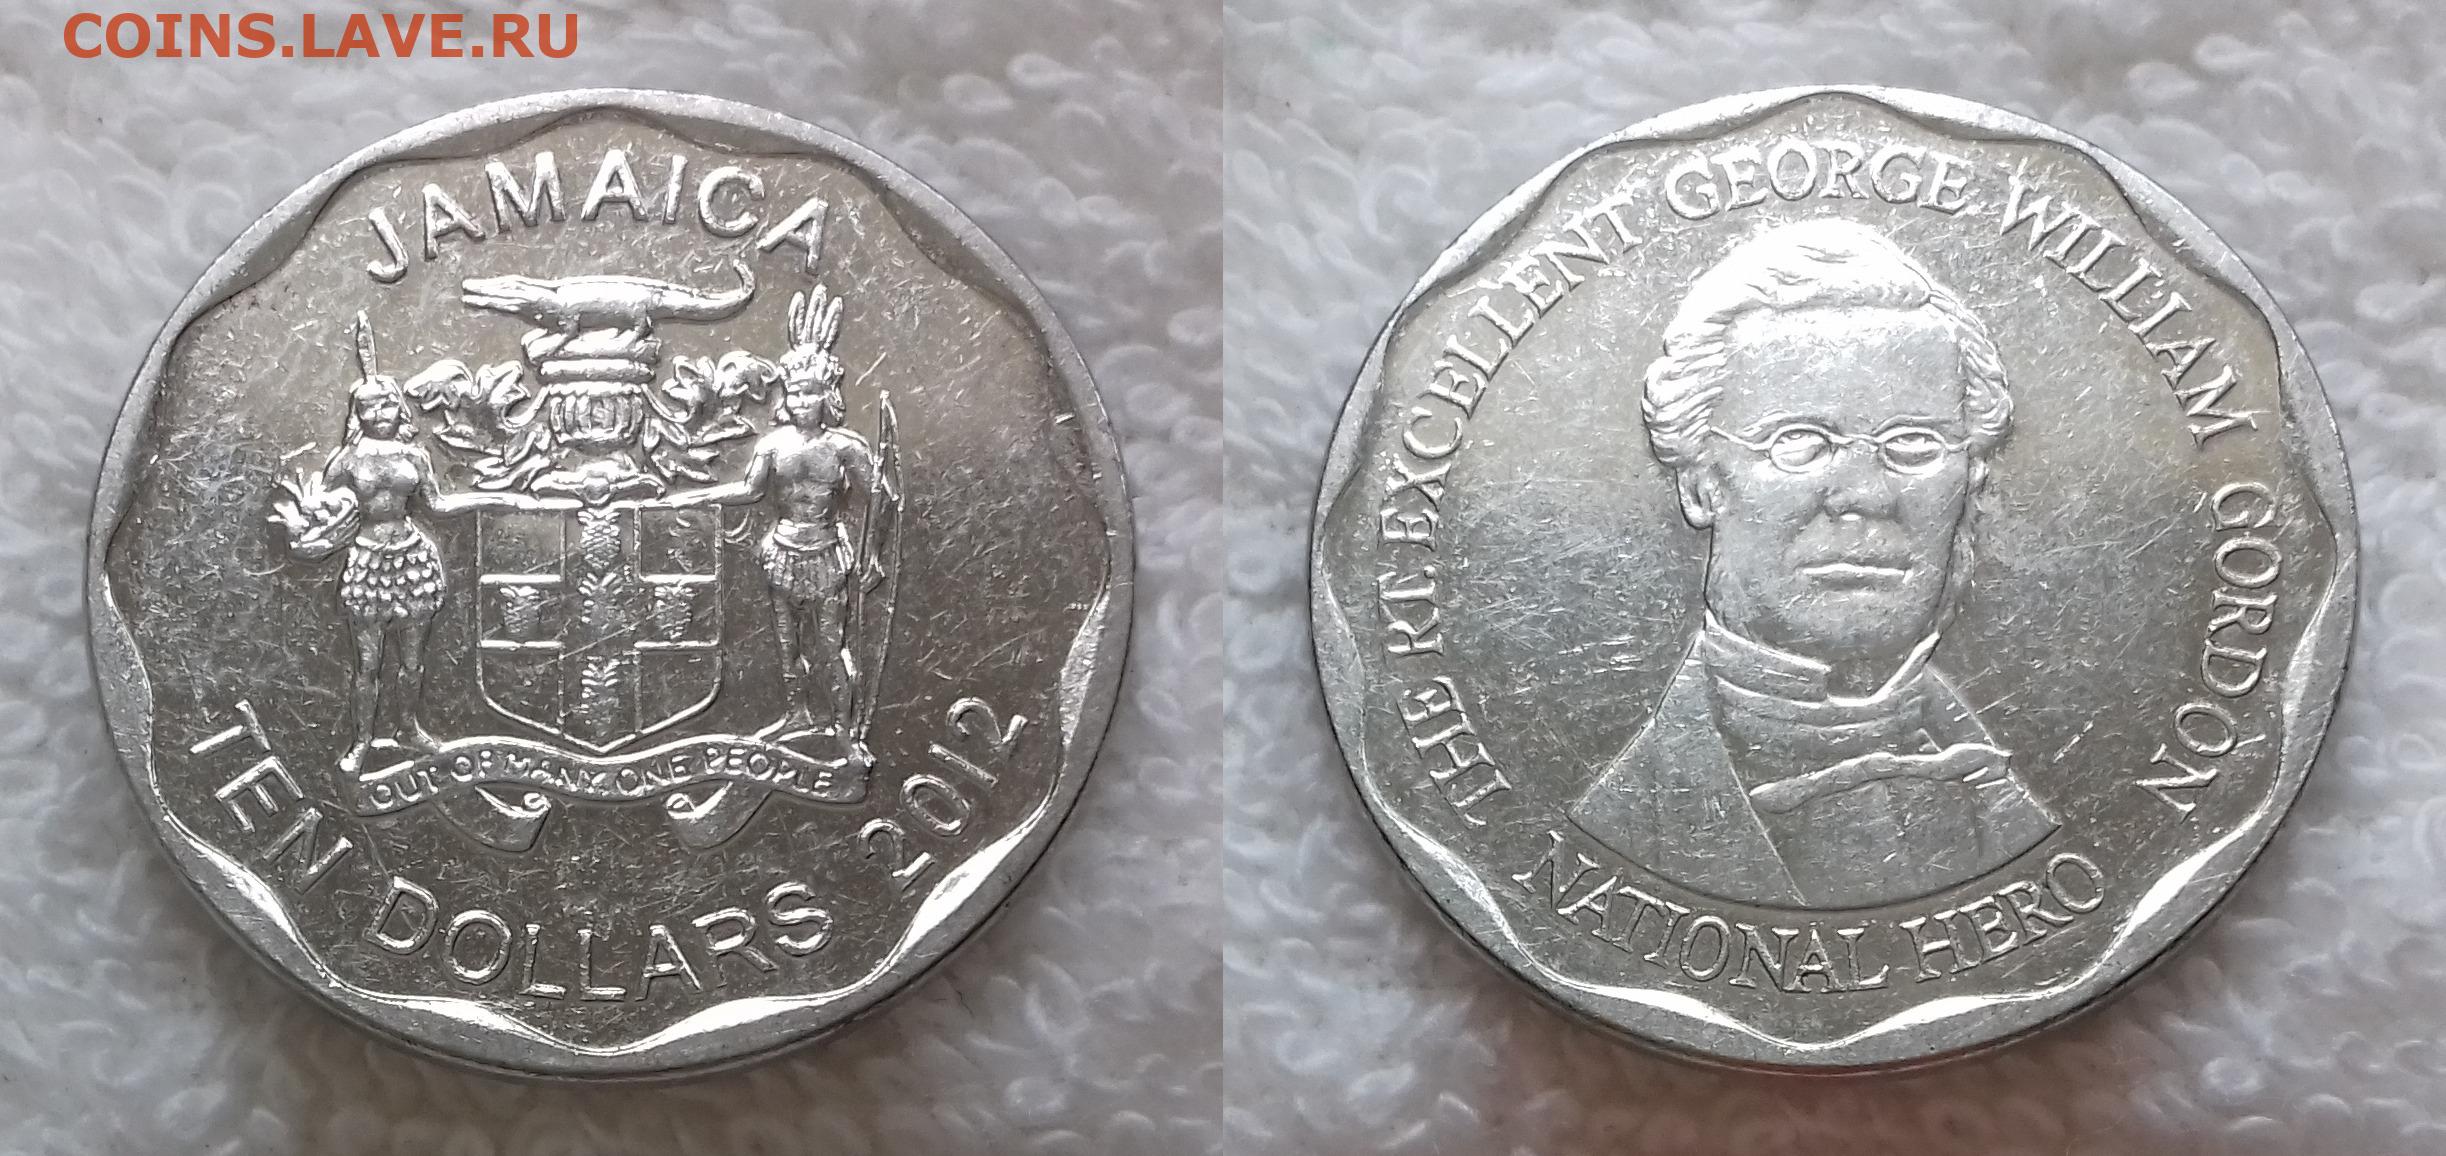 COINS.LAVE.RU
JAMAICA
OUT OF MANY, ONE PEOPLE
TEN DOLLARS 2012
THE RT. EXCELLENT GEORGE WILLIAM GORDON
NATIONAL HERO